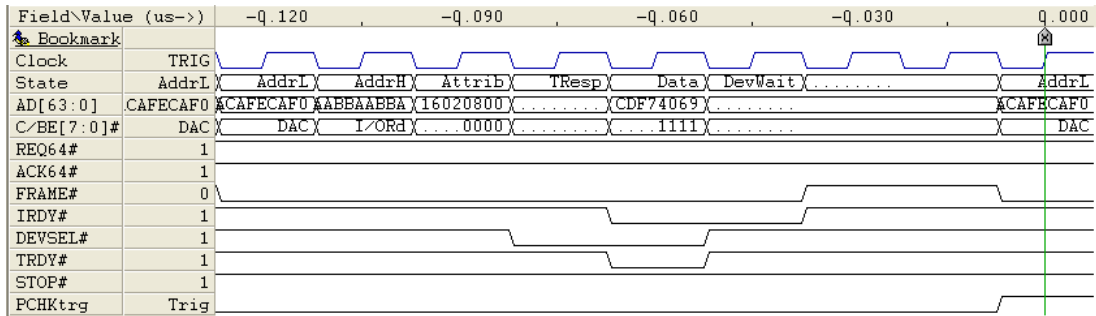 Field\Value (us->) -0.120 -0.090 -0.060 -0.030 0.000
Bookmark
Clock TRIG
State AddrL AddrL AddrH Attrib TResp Data DevWait ........ AddrL
AD[63:0] .CAFECAF0 ACAFECAF0 AABBAABBA 16020800 ........ CDF74069 ........ ACAFECAF0
C/BE[7:0]# DAC DAC I/ORd ....0000 ........ ....1111 ........ DAC
REQ64# 1
ACK64# 1
FRAME# 0
IRDY# 1
DEVSEL# 1
TRDY# 1
STOP# 1
PCHKtrg Trig